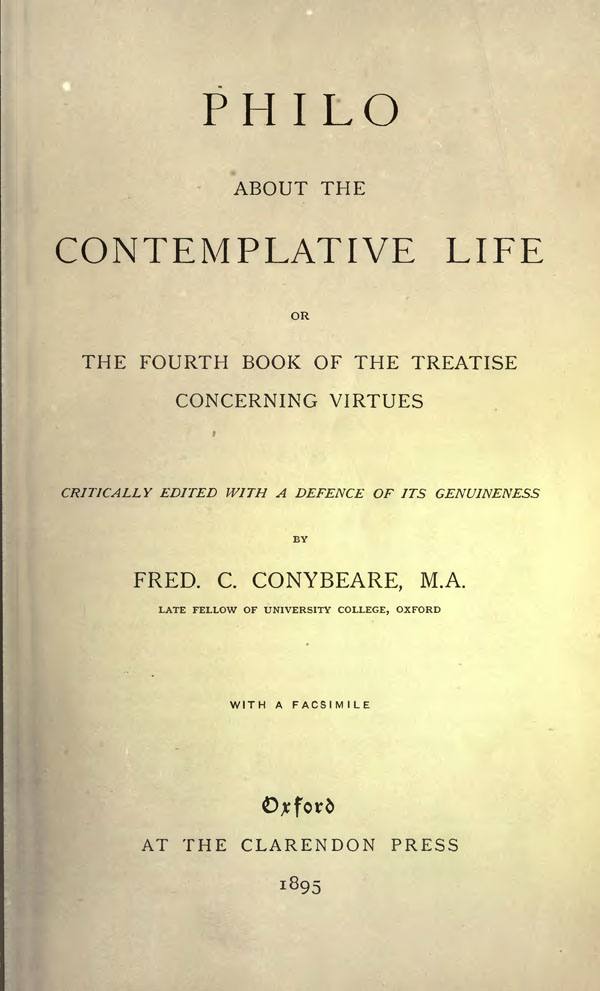 PHILO
ABOUT THE
CONTEMPLATIVE LIFE
OR
THE FOURTH BOOK OF THE TREATISE
CONCERNING VIRTUES
CRITICALLY EDITED WITH A DEFENCE OF ITS GENUINENESS
BY
FRED. C. CONYBEARE, M.A.
LATE FELLOW OF UNIVERSITY COLLEGE, OXFORD
WITH A FACSIMILE
Oxford
AT THE CLARENDON PRESS
1895